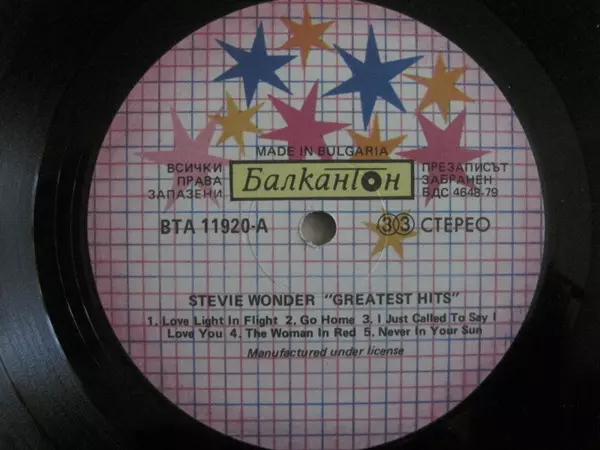 MADE IN BULGARIA
ВСИЧКИ
ПРАВА
ЗАПАЗЕНИ
Балкантон
ПРЕЗАПИСЪТ
ЗАБРАНЕН
БДС 4648-79
ВТА 11920-А
33 СТЕРЕО
STEVIE WONDER "GREATEST HITS"
1. Love Light In Flight 2. Go Home 3. I Just Called To Say I
Love You 4. The Woman In Red 5. Never In Your Sun
Manufactured under license